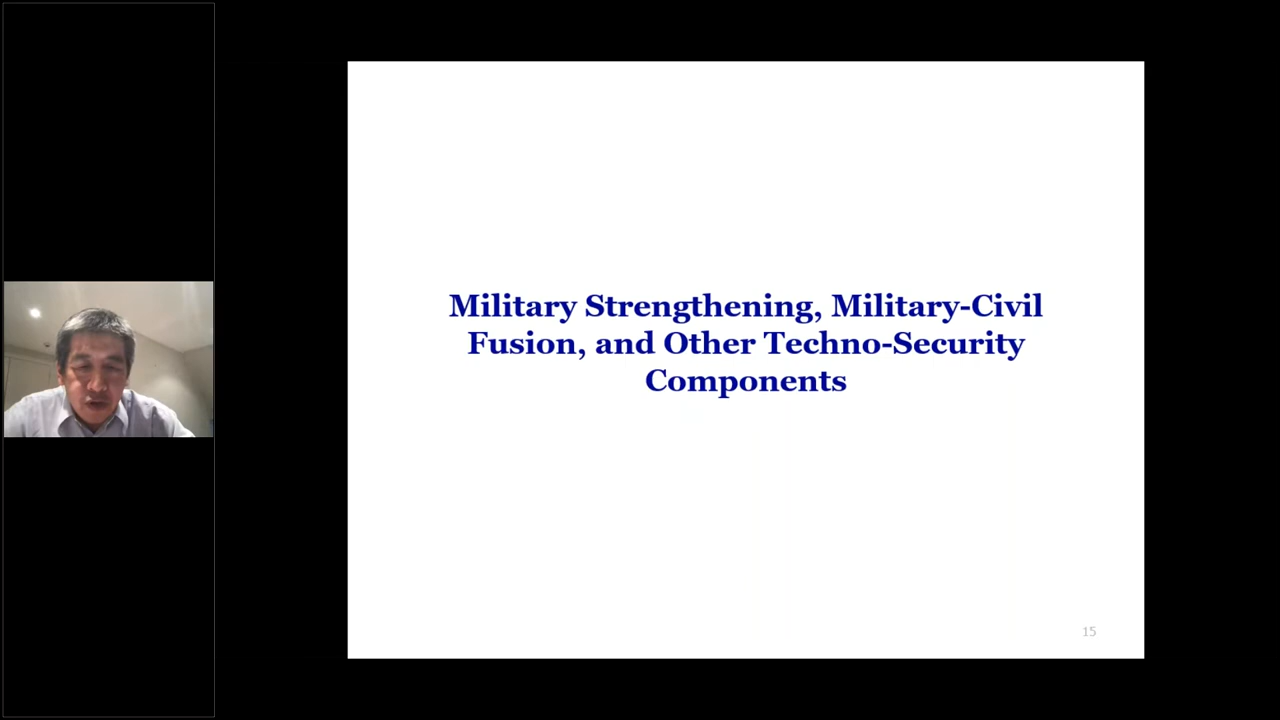 Military Strengthening, Military-Civil
Fusion, and Other Techno-Security
Components
15